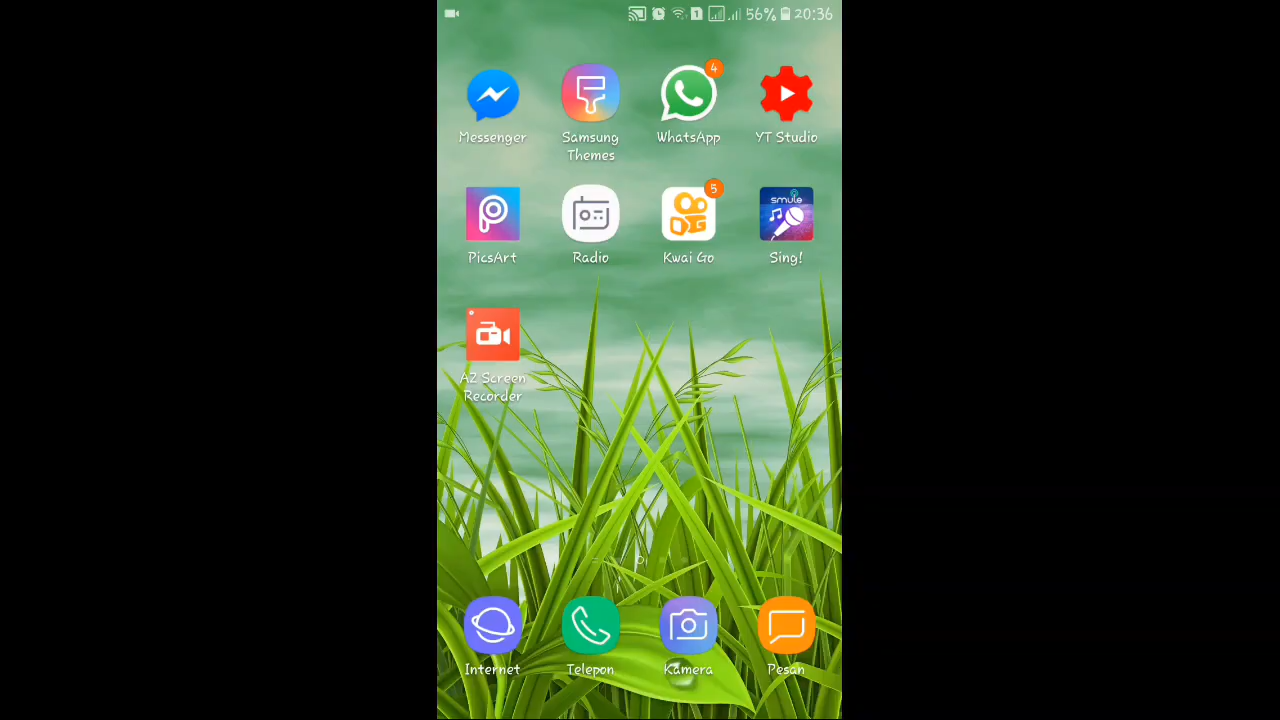 1 56% 20:36
4
Messenger Samsung Themes WhatsApp YT Studio
5
smule
PicsArt Radio Kwai Go Sing!
AZ Screen Recorder
Internet Telepon Kamera Pesan